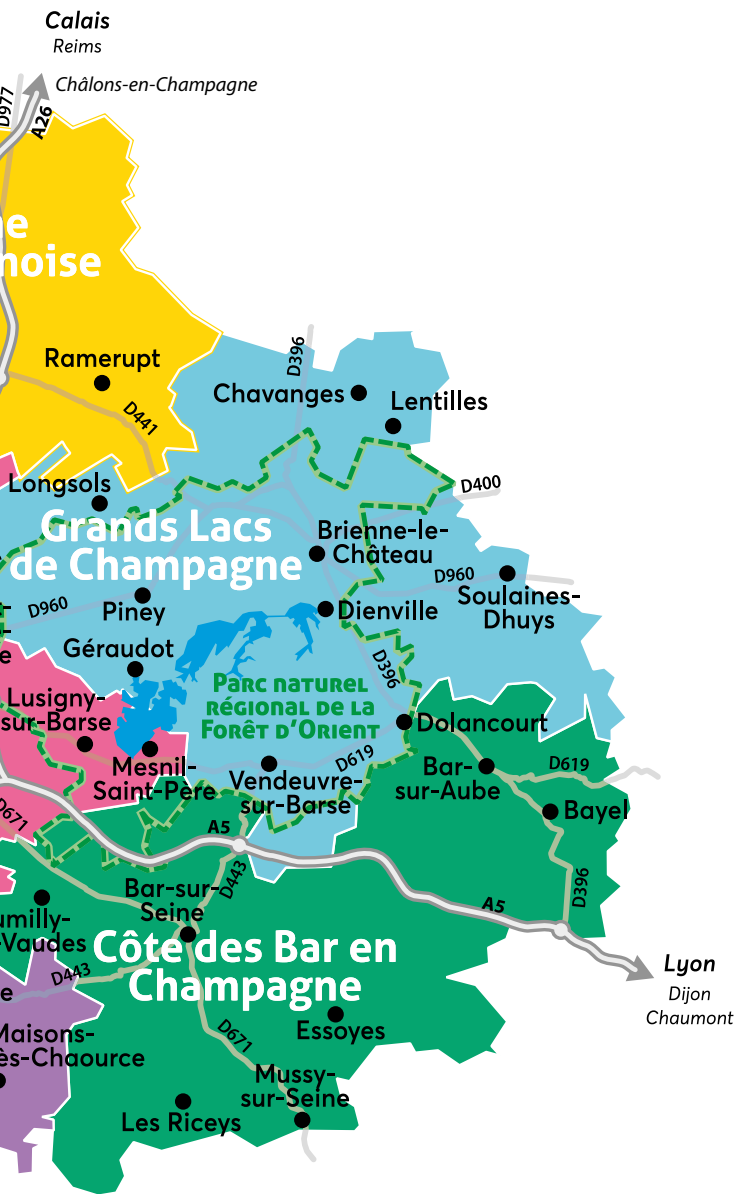 Calais
Reims
Châlons-en-Champagne
D977
A26
e
noise
Ramerupt
D441
D396
Chavanges
Lentilles
Longsols
D400
Grands Lacs
de Champagne
Brienne-le-
Château
D960
Soulaines-
Dhuys
D960
Piney
Dienville
-
-
e
Géraudot
D396
Parc naturel
régional de la
Forêt d'Orient
Lusigny-
sur-Barse
Dolancourt
Mesnil-
Saint-Père
Vendeuvre-
sur-Barse
D619
Bar-
sur-Aube
D619
Bayel
D671
A5
D443
Bar-sur-
Seine
D396
A5
umilly-
-Vaudes
Côte des Bar en
Champagne
D443
e
Lyon
Dijon
Chaumont
Maisons-
ès-Chaource
D671
Essoyes
Mussy-
sur-Seine
Les Riceys